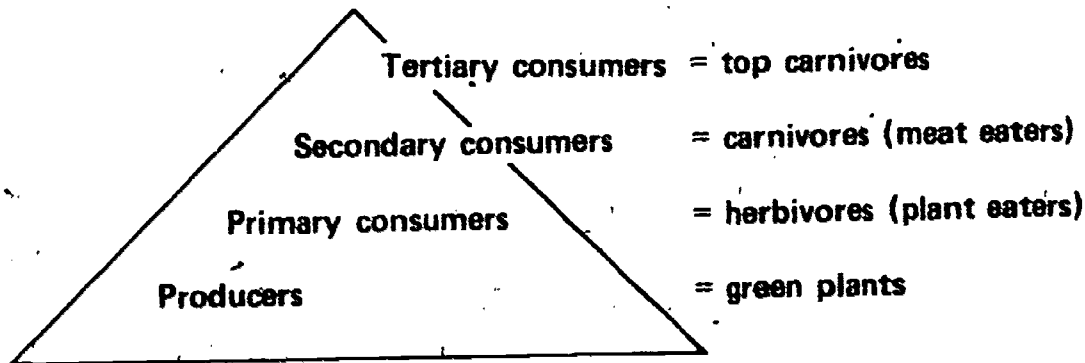 Tertiary consumers = top carnivores
Secondary consumers = carnivores (meat eaters)
Primary consumers = herbivores (plant eaters)
Producers = green plants